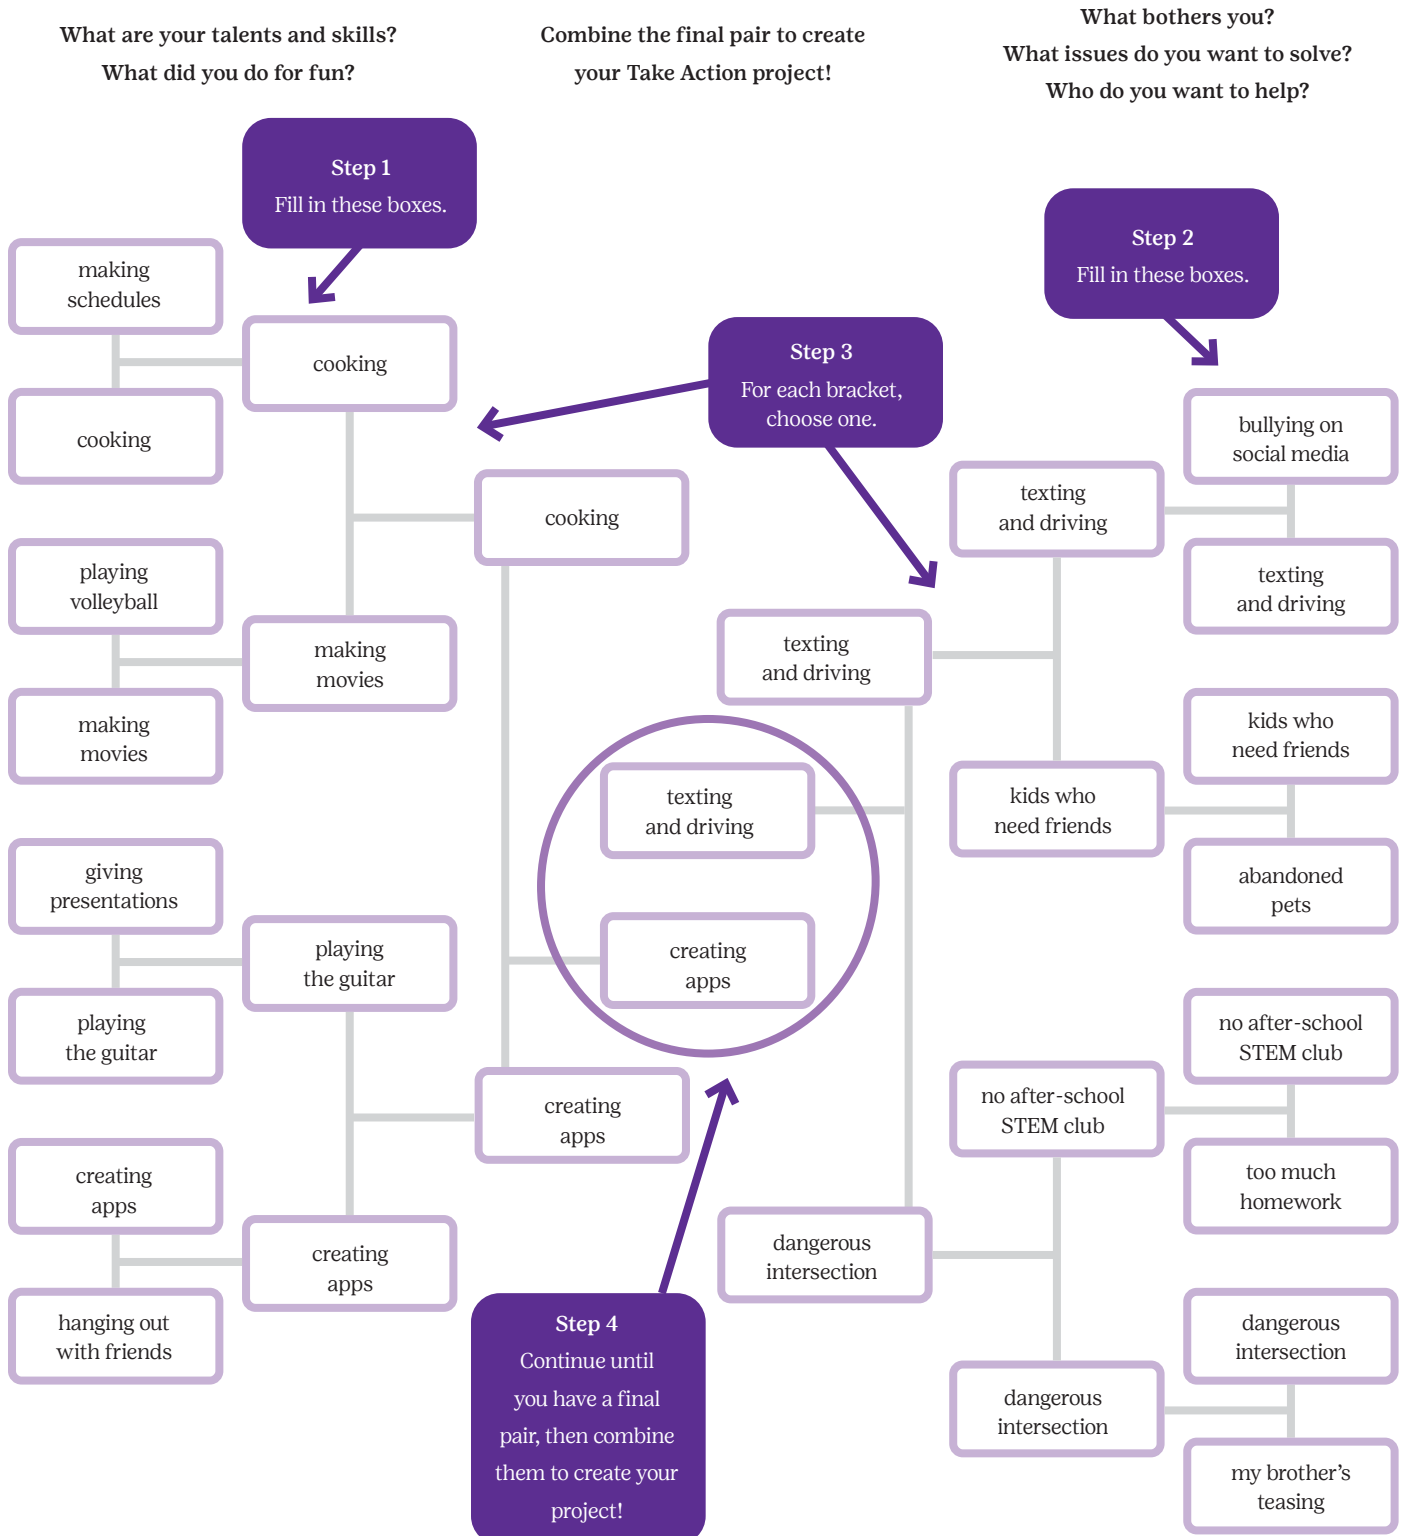 What are your talents and skills?
What did you do for fun?
Combine the final pair to create
your Take Action project!
What bothers you?
What issues do you want to solve?
Who do you want to help?
Step 1
Fill in these boxes.
Step 2
Fill in these boxes.
Step 3
For each bracket,
choose one.
making
schedules
cooking
cooking
playing
volleyball
making
movies
making
movies
cooking
giving
presentations
playing
the guitar
playing
the guitar
creating
apps
hanging out
with friends
creating
apps
creating
apps
texting
and driving
creating
apps
texting
and driving
dangerous
intersection
texting
and driving
kids who
need friends
no after-school
STEM club
dangerous
intersection
bullying on
social media
texting
and driving
kids who
need friends
abandoned
pets
no after-school
STEM club
too much
homework
dangerous
intersection
my brother’s
teasing
Step 4
Continue until
you have a final
pair, then combine
them to create your
project!